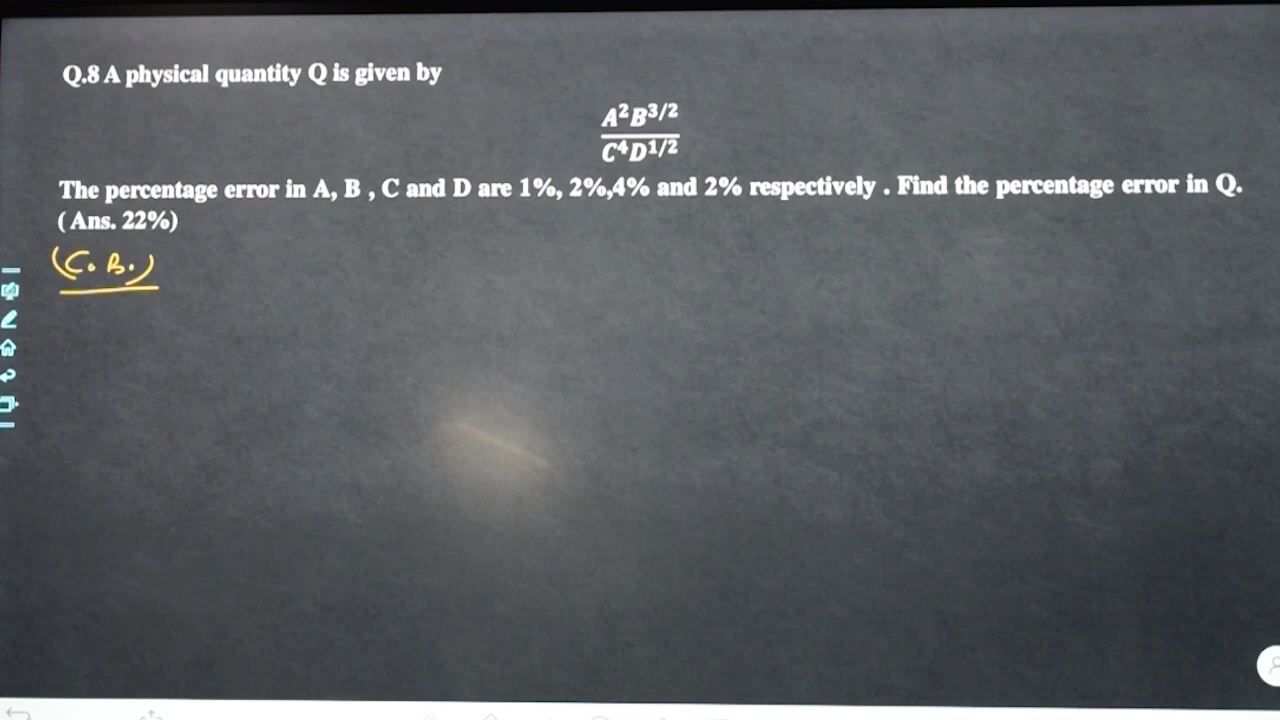 Q.8 A physical quantity Q is given by
A²B³/²
C⁴D¹/²
The percentage error in A, B , C and D are 1%, 2%,4% and 2% respectively . Find the percentage error in Q.
( Ans. 22%)
(C. B.)